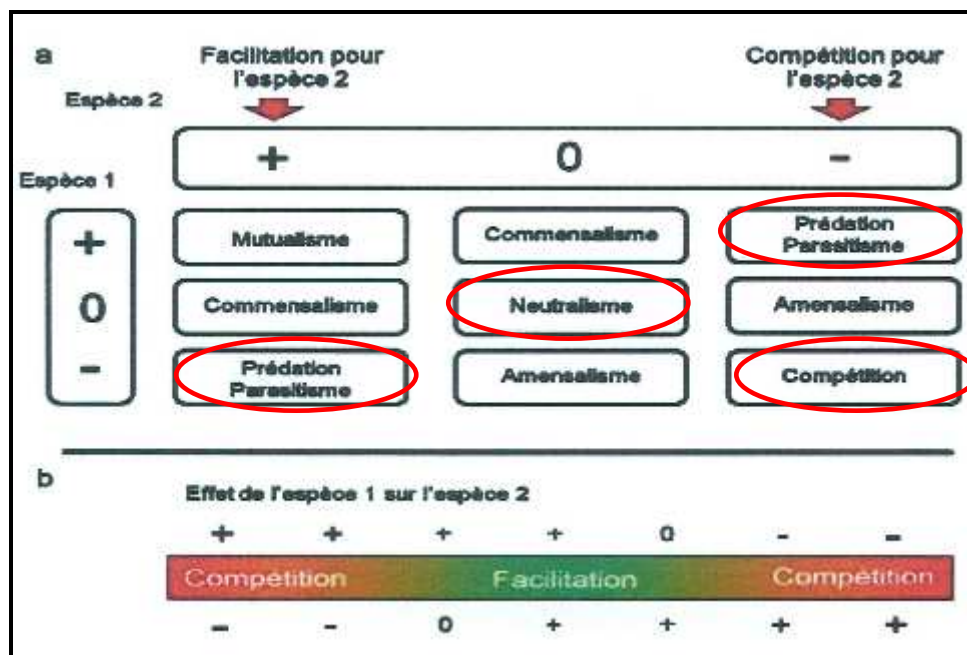 a
Facilitation pour
l'espèce 2
Compétition pour
l'espèce 2
Espèce 2
+ 0 -
Espèce 1
+
Mutualisme
Commensalisme
Prédation
Parasitisme
0
Commensalisme
Neutralisme
Amensalisme
-
Prédation
Parasitisme
Amensalisme
Compétition
b
Effet de l'espèce 1 sur l'espèce 2
+ + + + 0 - -
Compétition Facilitation Compétition
- - 0 + + + +